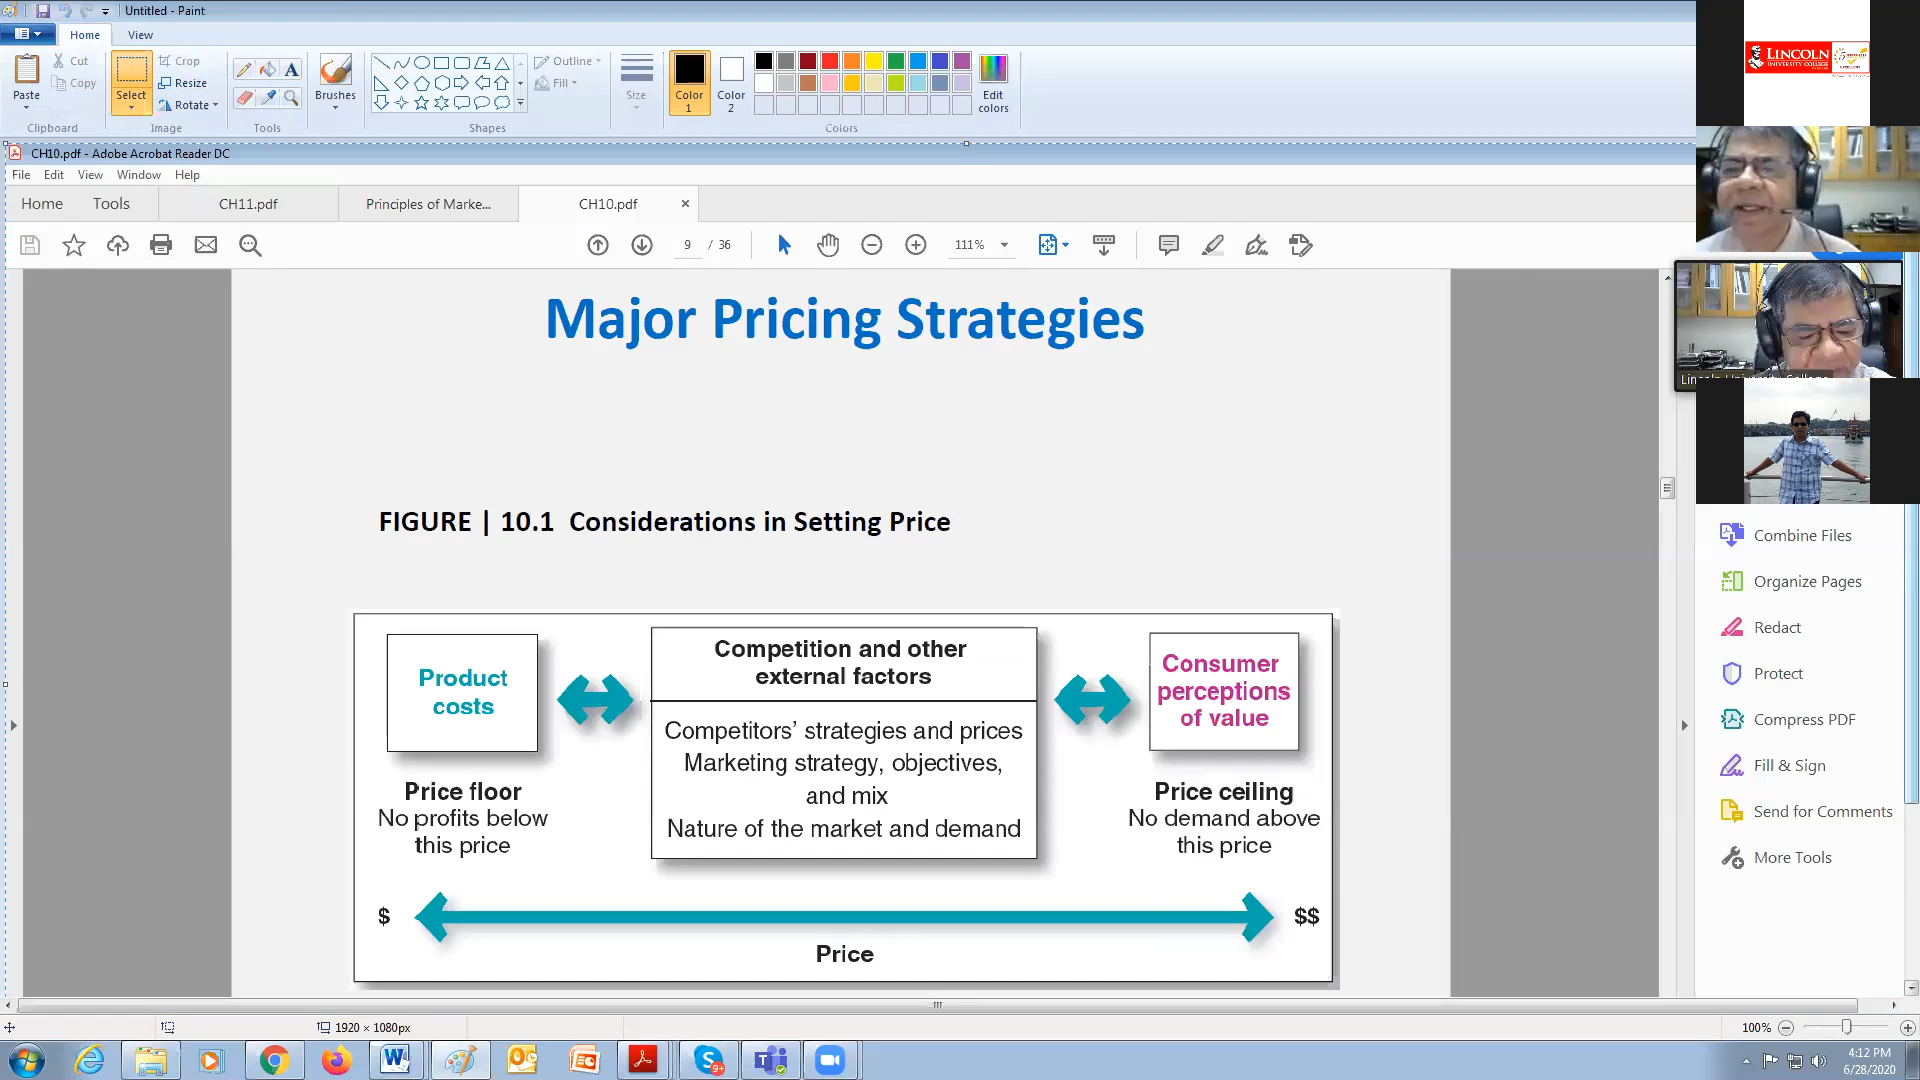 Untitled - Paint
Home
View
Paste
Cut
Copy
Clipboard
Select
Crop
Resize
Rotate
Image
Tools
Brushes
Shapes
Outline
Fill
Size
Color 1
Color 2
Edit colors
Colors
CH10.pdf - Adobe Acrobat Reader DC
File Edit View Window Help
Home Tools CH11.pdf Principles of Marke... CH10.pdf
9 / 36 111%
Major Pricing Strategies
FIGURE | 10.1 Considerations in Setting Price
Product
costs
Price floor
No profits below
this price
Competition and other
external factors
Competitors' strategies and prices
Marketing strategy, objectives,
and mix
Nature of the market and demand
Consumer
perceptions
of value
Price ceiling
No demand above
this price
$
$$
Price
LINCOLN
UNIVERSITY COLLEGE
Combine Files
Organize Pages
Redact
Protect
Compress PDF
Fill & Sign
Send for Comments
More Tools
1920 × 1080px
100%
4:12 PM
6/28/2020